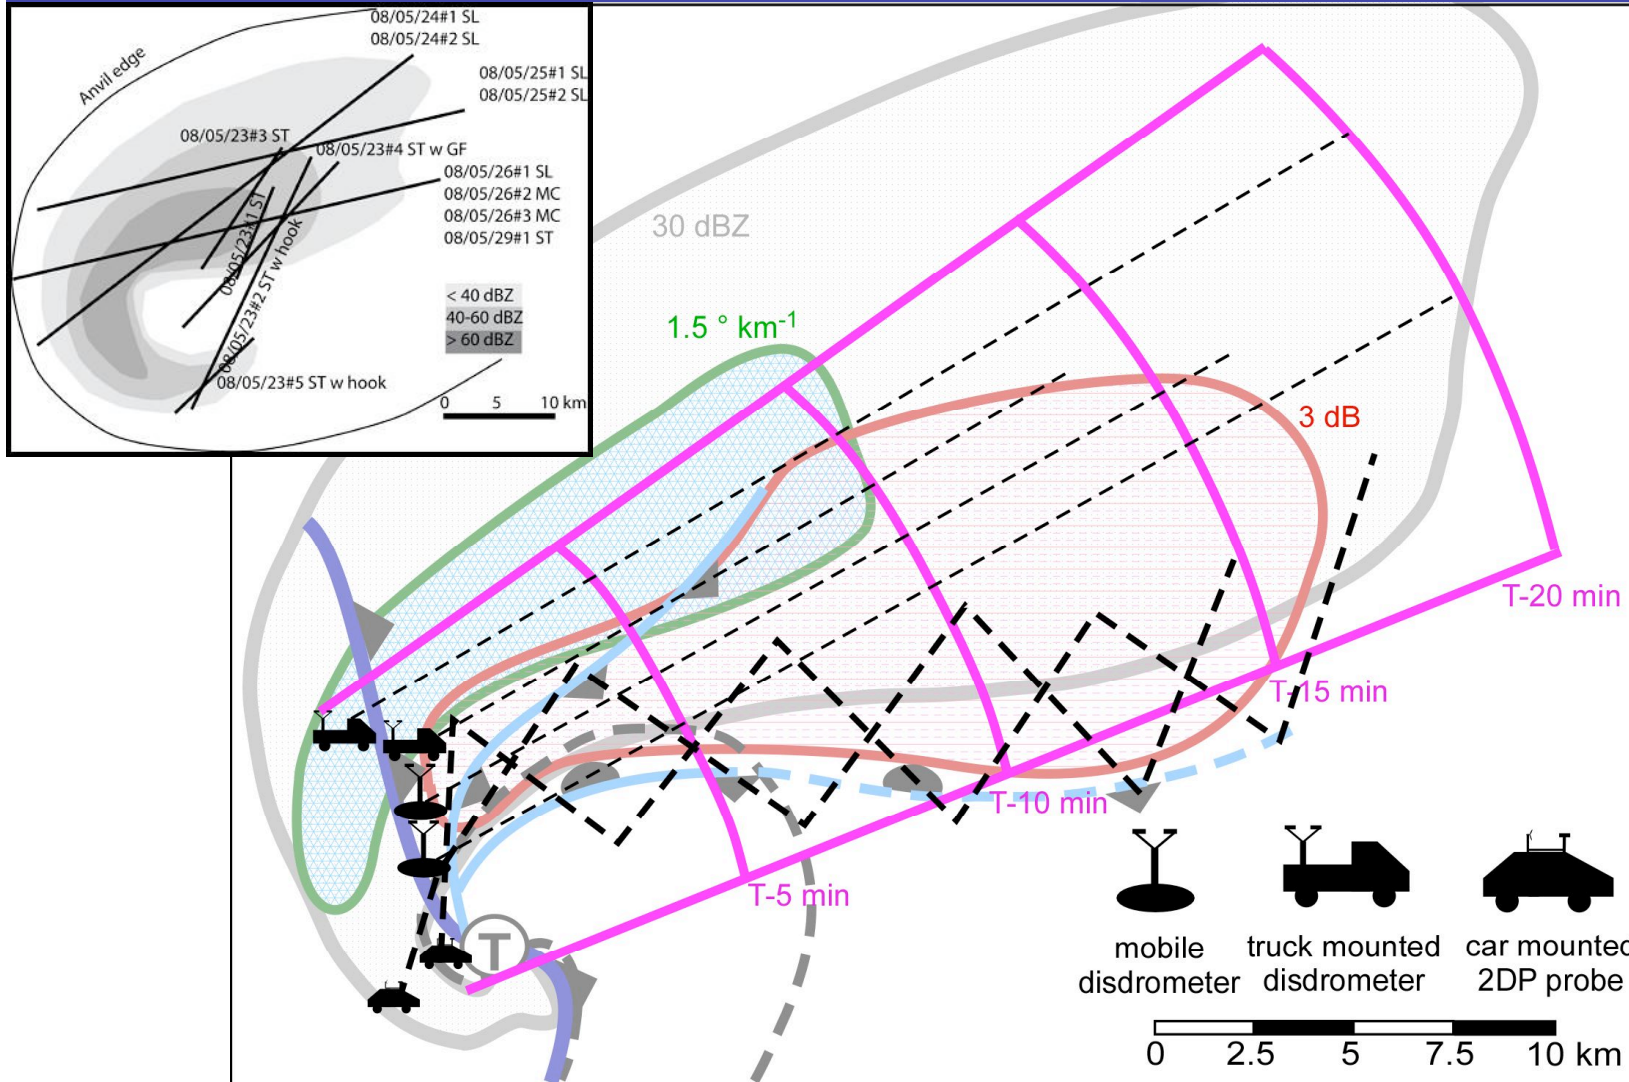 08/05/24#1 SL
08/05/24#2 SL
Anvil edge
08/05/25#1 SL
08/05/25#2 SL
08/05/23#3 ST
08/05/23#4 ST w GF
08/05/26#1 SL
08/05/26#2 MC
08/05/26#3 MC
08/05/29#1 ST
08/05/23#1 ST
08/05/23#2 ST w hook
< 40 dBZ
40-60 dBZ
> 60 dBZ
08/05/23#5 ST w hook
0 5 10 km
30 dBZ
1.5 ° km-1
3 dB
T-20 min
T-15 min
T-10 min
T-5 min
T
mobile
disdrometer
truck mounted
disdrometer
car mounted
2DP probe
0 2.5 5 7.5 10 km